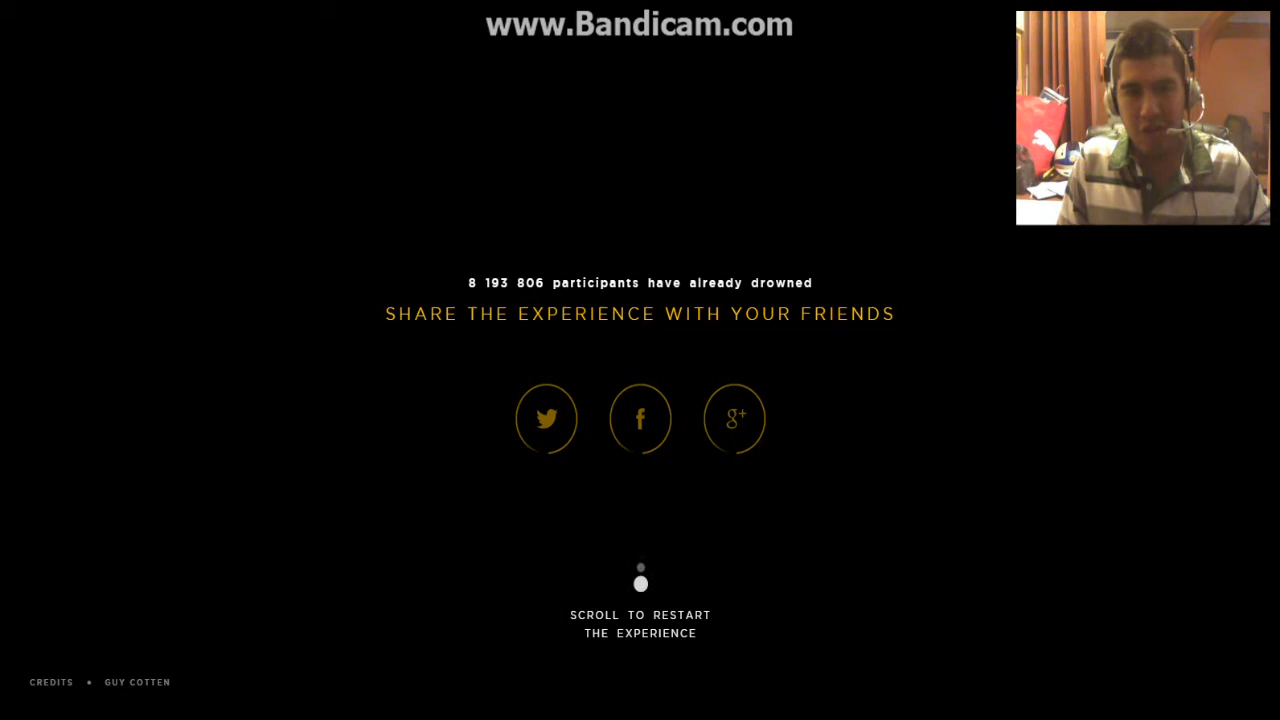 www.Bandicam.com
8 193 806 participants have already drowned
SHARE THE EXPERIENCE WITH YOUR FRIENDS
g+
SCROLL TO RESTART
THE EXPERIENCE
CREDITS • GUY COTTEN